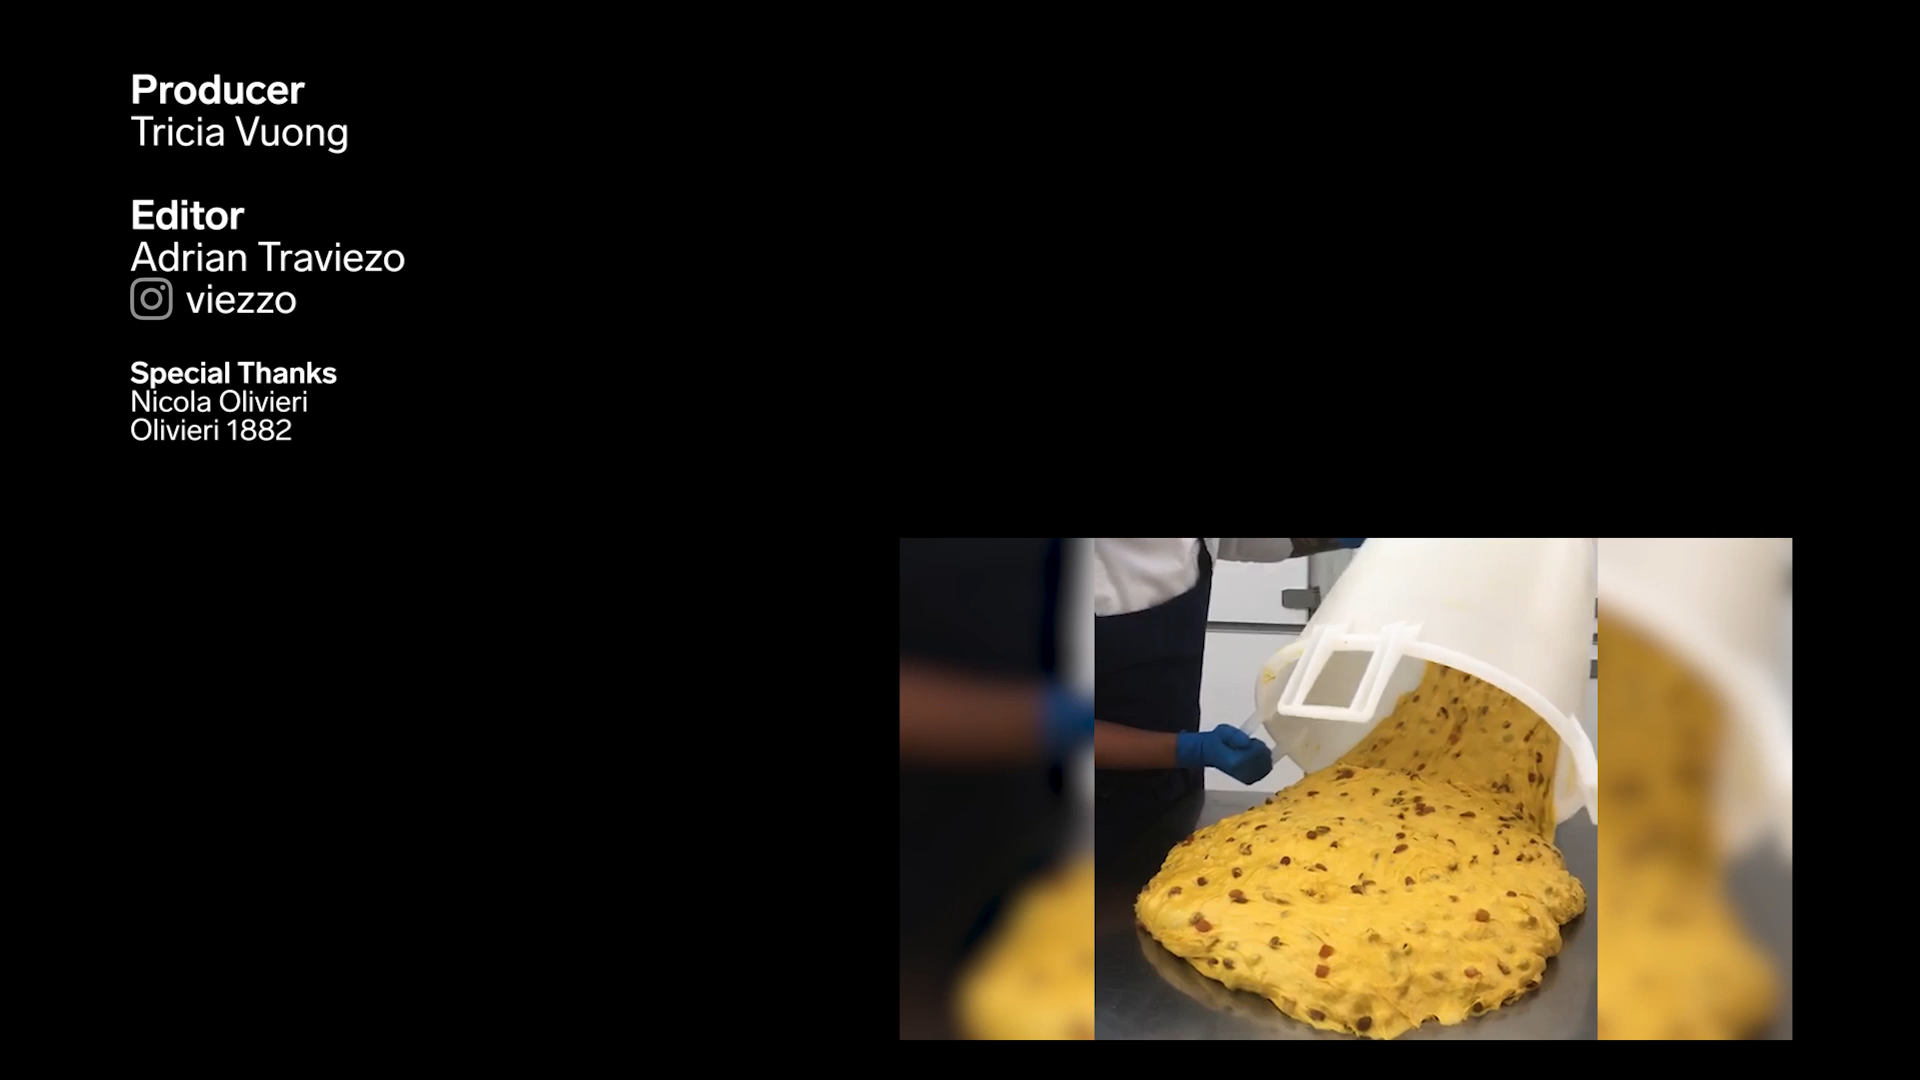 Producer
Tricia Vuong
Editor
Adrian Traviezo
viezzo
Special Thanks
Nicola Olivieri
Olivieri 1882